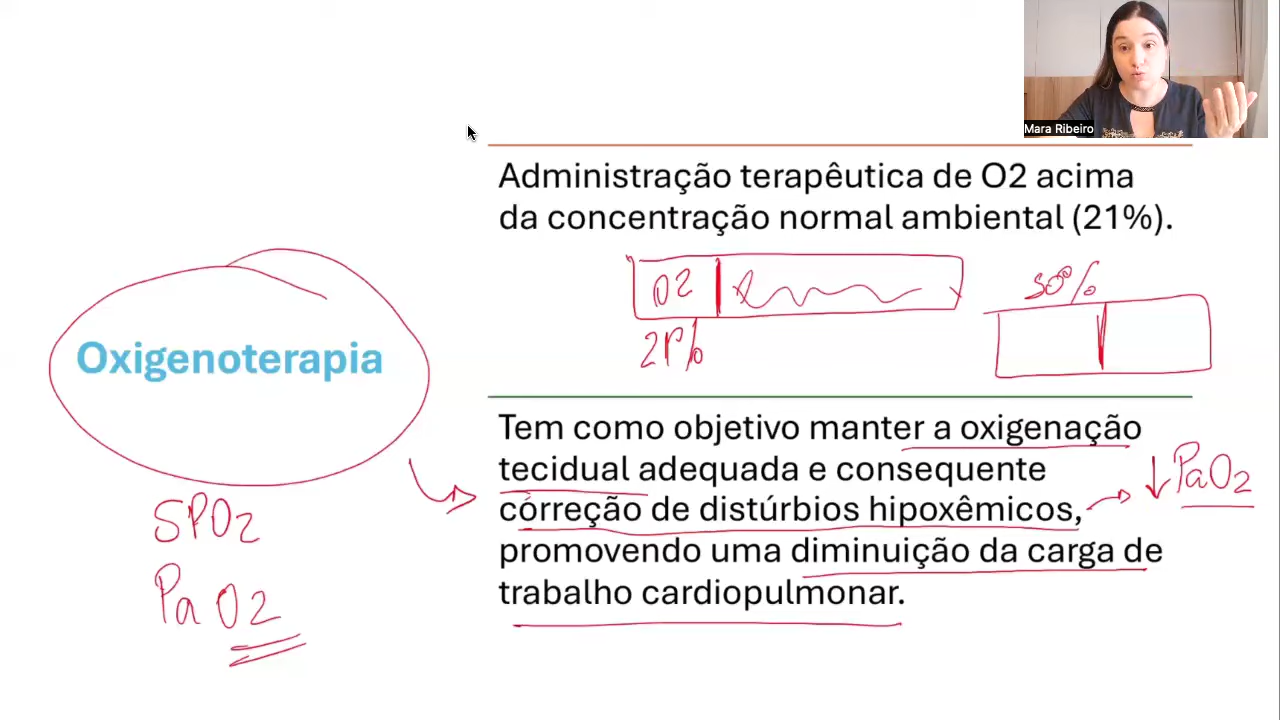 Mara Ribeiro
Administração terapêutica de O2 acima
da concentração normal ambiental (21%).
O2
21%
50%
Oxigenoterapia
Tem como objetivo manter a oxigenação
tecidual adequada e consequente
correção de distúrbios hipoxêmicos,
promovendo uma diminuição da carga de
trabalho cardiopulmonar.
↓ PaO2
SPO2
PaO2